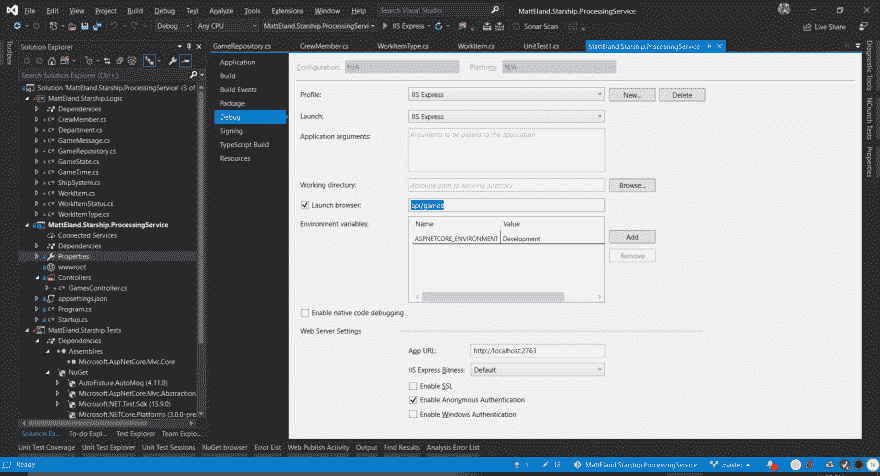 File Edit View Project Build Debug Test Analyze Tools Extensions Window Help Search Visual Studio MattEland.Starship.ProcessingService
Debug Any CPU MattEland.Starship.ProcessingService IIS Express Sonar Scan Live Share
Toolbox
Solution Explorer
Search Solution Explorer (Ctrl+;)
Solution 'MattEland.Starship.ProcessingService' (3 of
MattEland.Starship.Logic
Dependencies
CrewMember.cs
Department.cs
GameMessage.cs
GameRepository.cs
GameState.cs
GameTime.cs
ShipSystem.cs
WorkItem.cs
WorkItemStatus.cs
WorkItemType.cs
MattEland.Starship.ProcessingService
Connected Services
Dependencies
Properties
wwwroot
Controllers
GamesController.cs
appsettings.json
Program.cs
Startup.cs
MattEland.Starship.Tests
Dependencies
Assemblies
Microsoft.AspNetCore.Mvc.Core
NuGet
AutoFixture.AutoMoq (4.11.0)
Microsoft.AspNetCore.Mvc.Abstraction
Microsoft.NET.Test.Sdk (15.9.0)
Microsoft.NETCore.Platforms (3.0.0-pre
Solution Ex... To-do Expl... Test Explorer Team Explo...
GameRepository.cs CrewMember.cs WorkItemType.cs WorkItem.cs UnitTest1.cs MattEland.Starship.ProcessingService
Application
Build
Build Events
Package
Debug
Signing
TypeScript Build
Resources
Configuration: N/A Platform: N/A
Profile: IIS Express New... Delete
Launch: IIS Express
Application arguments: Arguments to be passed to the application
Working directory: Absolute path to working directory Browse...
Launch browser: api/games
Environment variables: Name Value
ASPNETCORE_ENVIRONMENT Development
Add
Remove
Enable native code debugging
Web Server Settings
App URL: http://localhost:2763
IIS Express Bitness: Default
Enable SSL
Enable Anonymous Authentication
Enable Windows Authentication
Diagnostic Tools
NCrunch Tests
Properties
Unit Test Coverage Unit Test Explorer Unit Test Sessions NuGet browser Error List Web Publish Activity Output Find Results Analysis Error List
Ready MattEland.Starship.ProcessingService master